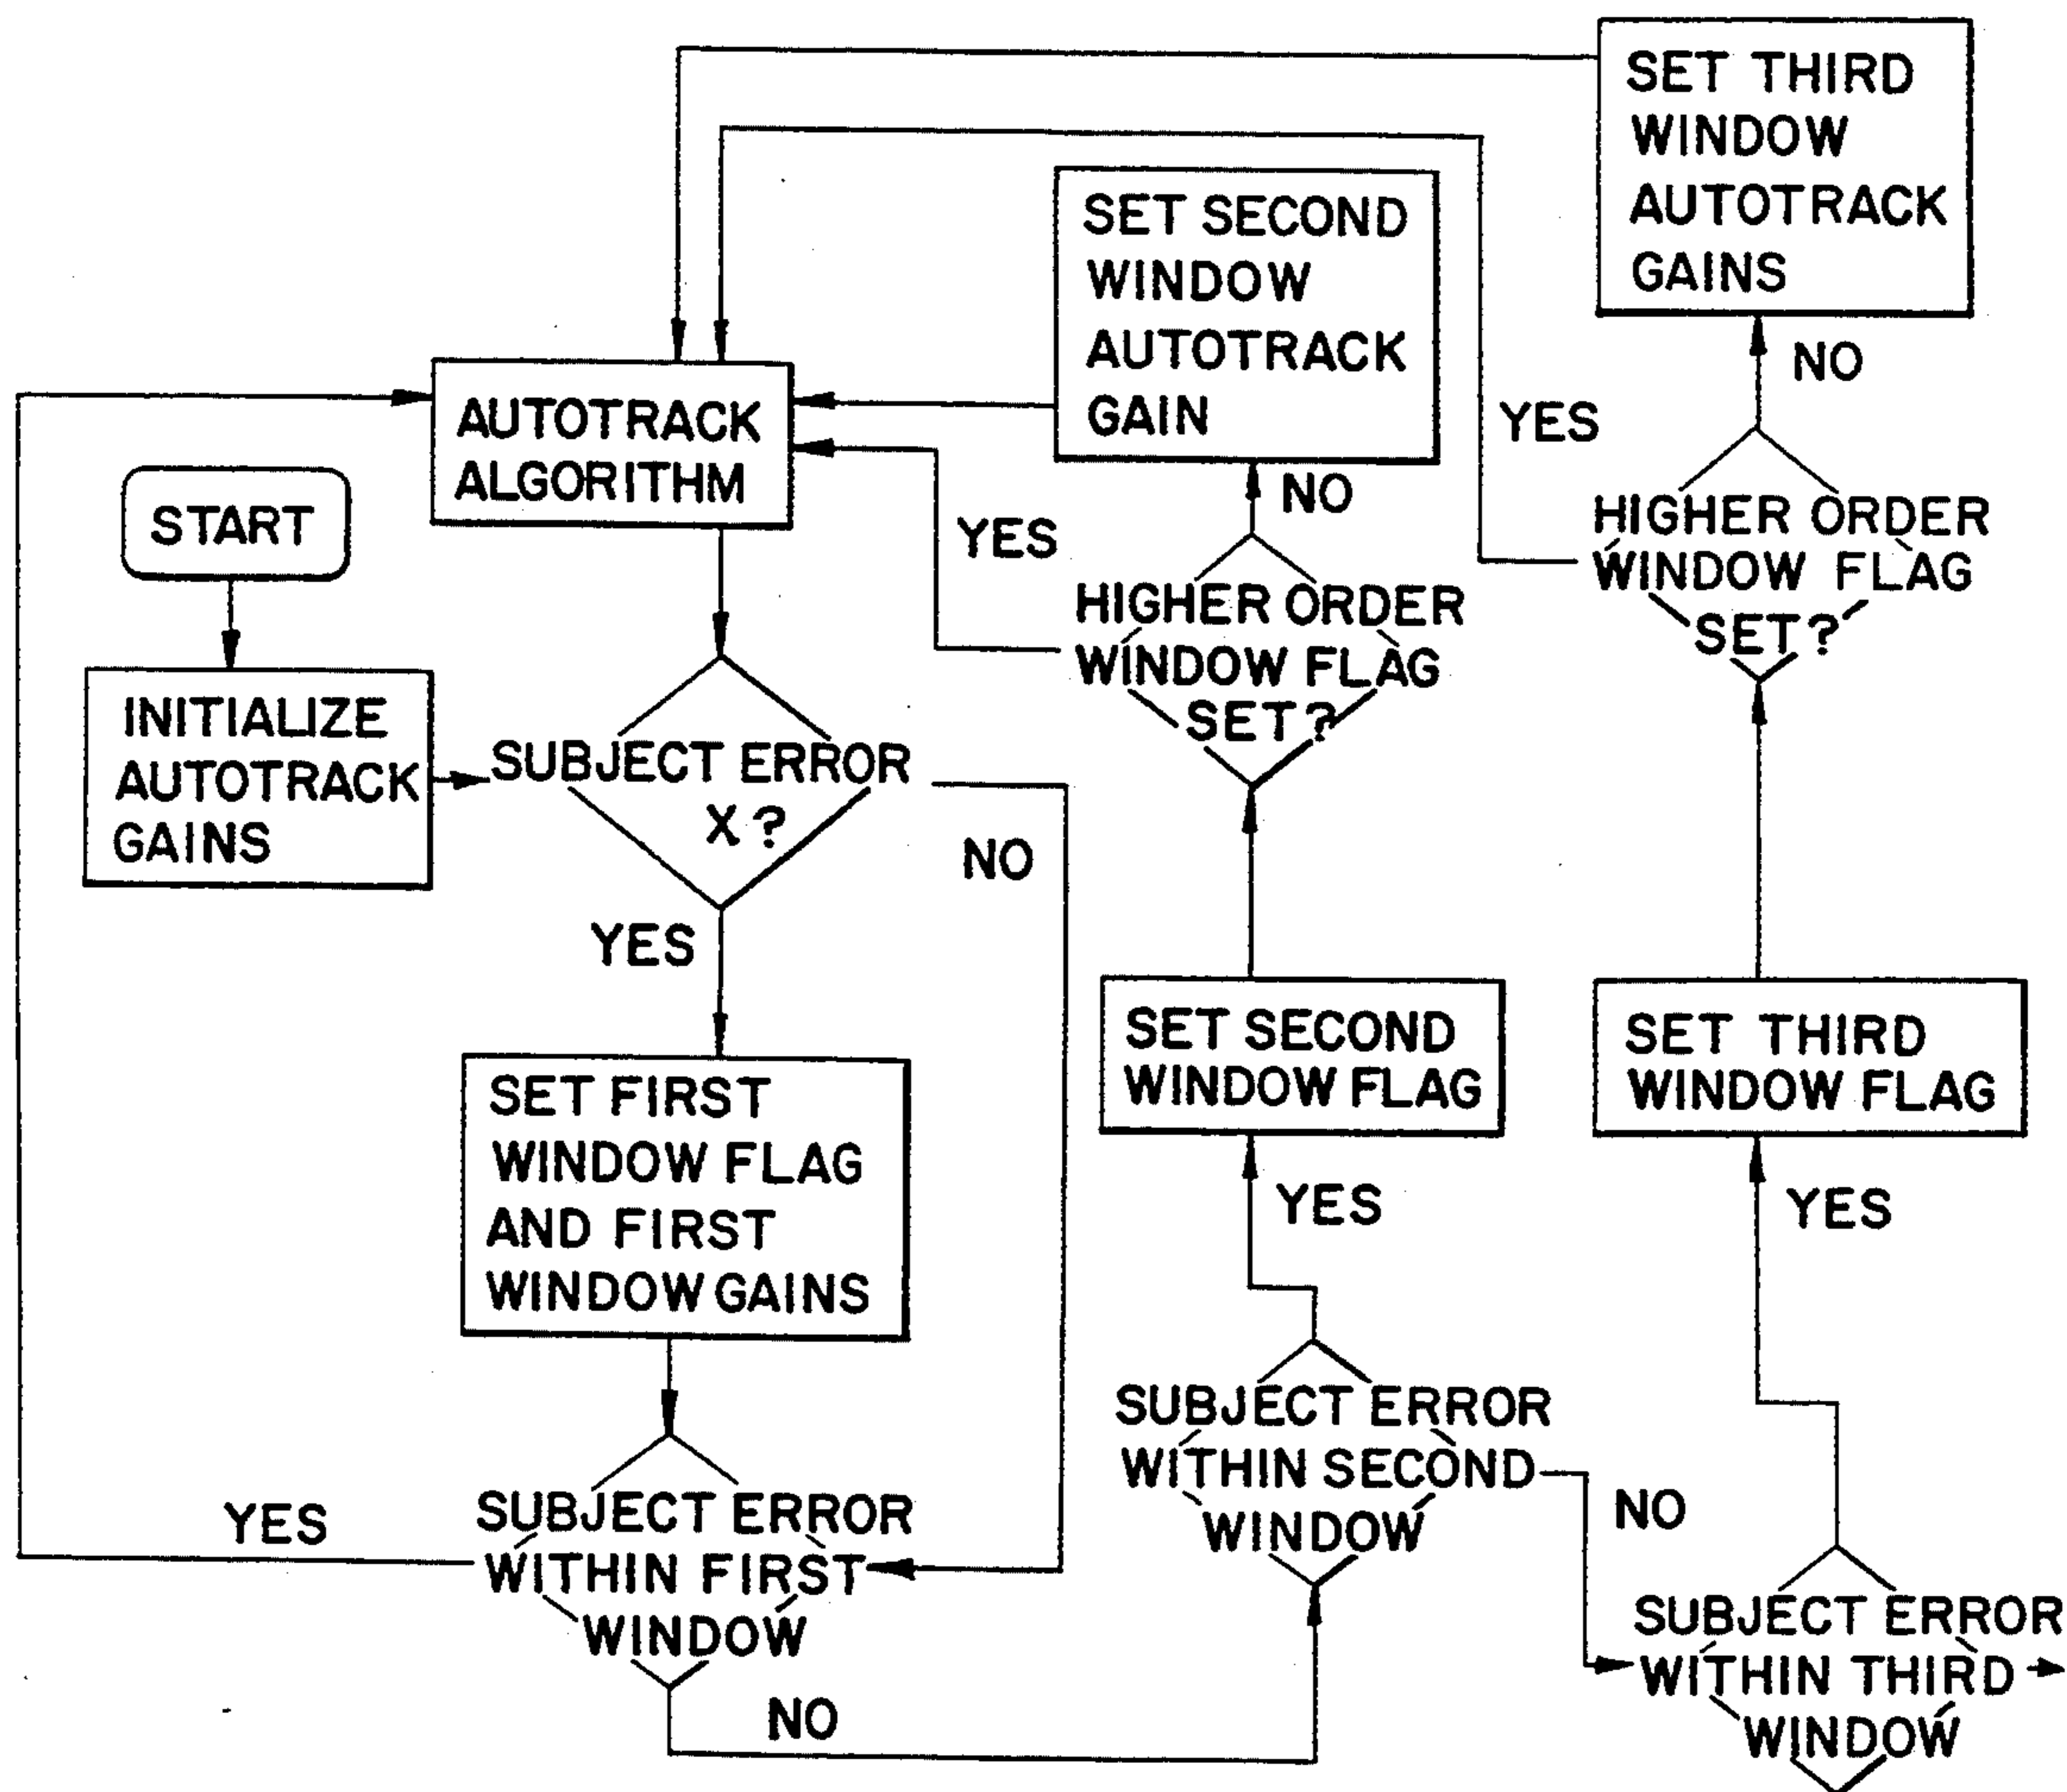 SET THIRD
WINDOW
AUTOTRACK
GAINS
NO
SET SECOND
WINDOW
AUTOTRACK
GAIN
YES
NO
AUTOTRACK
ALGORITHM
START
YES
HIGHER ORDER
WINDOW FLAG
SET?
HIGHER ORDER
WINDOW FLAG
SET?
INITIALIZE
AUTOTRACK
GAINS
SUBJECT ERROR
X?
NO
YES
SET FIRST
WINDOW FLAG
AND FIRST
WINDOW GAINS
SET SECOND
WINDOW FLAG
SET THIRD
WINDOW FLAG
YES
YES
SUBJECT ERROR
WITHIN FIRST
WINDOW
YES
NO
SUBJECT ERROR
WITHIN SECOND
WINDOW
NO
SUBJECT ERROR
WITHIN THIRD
WINDOW